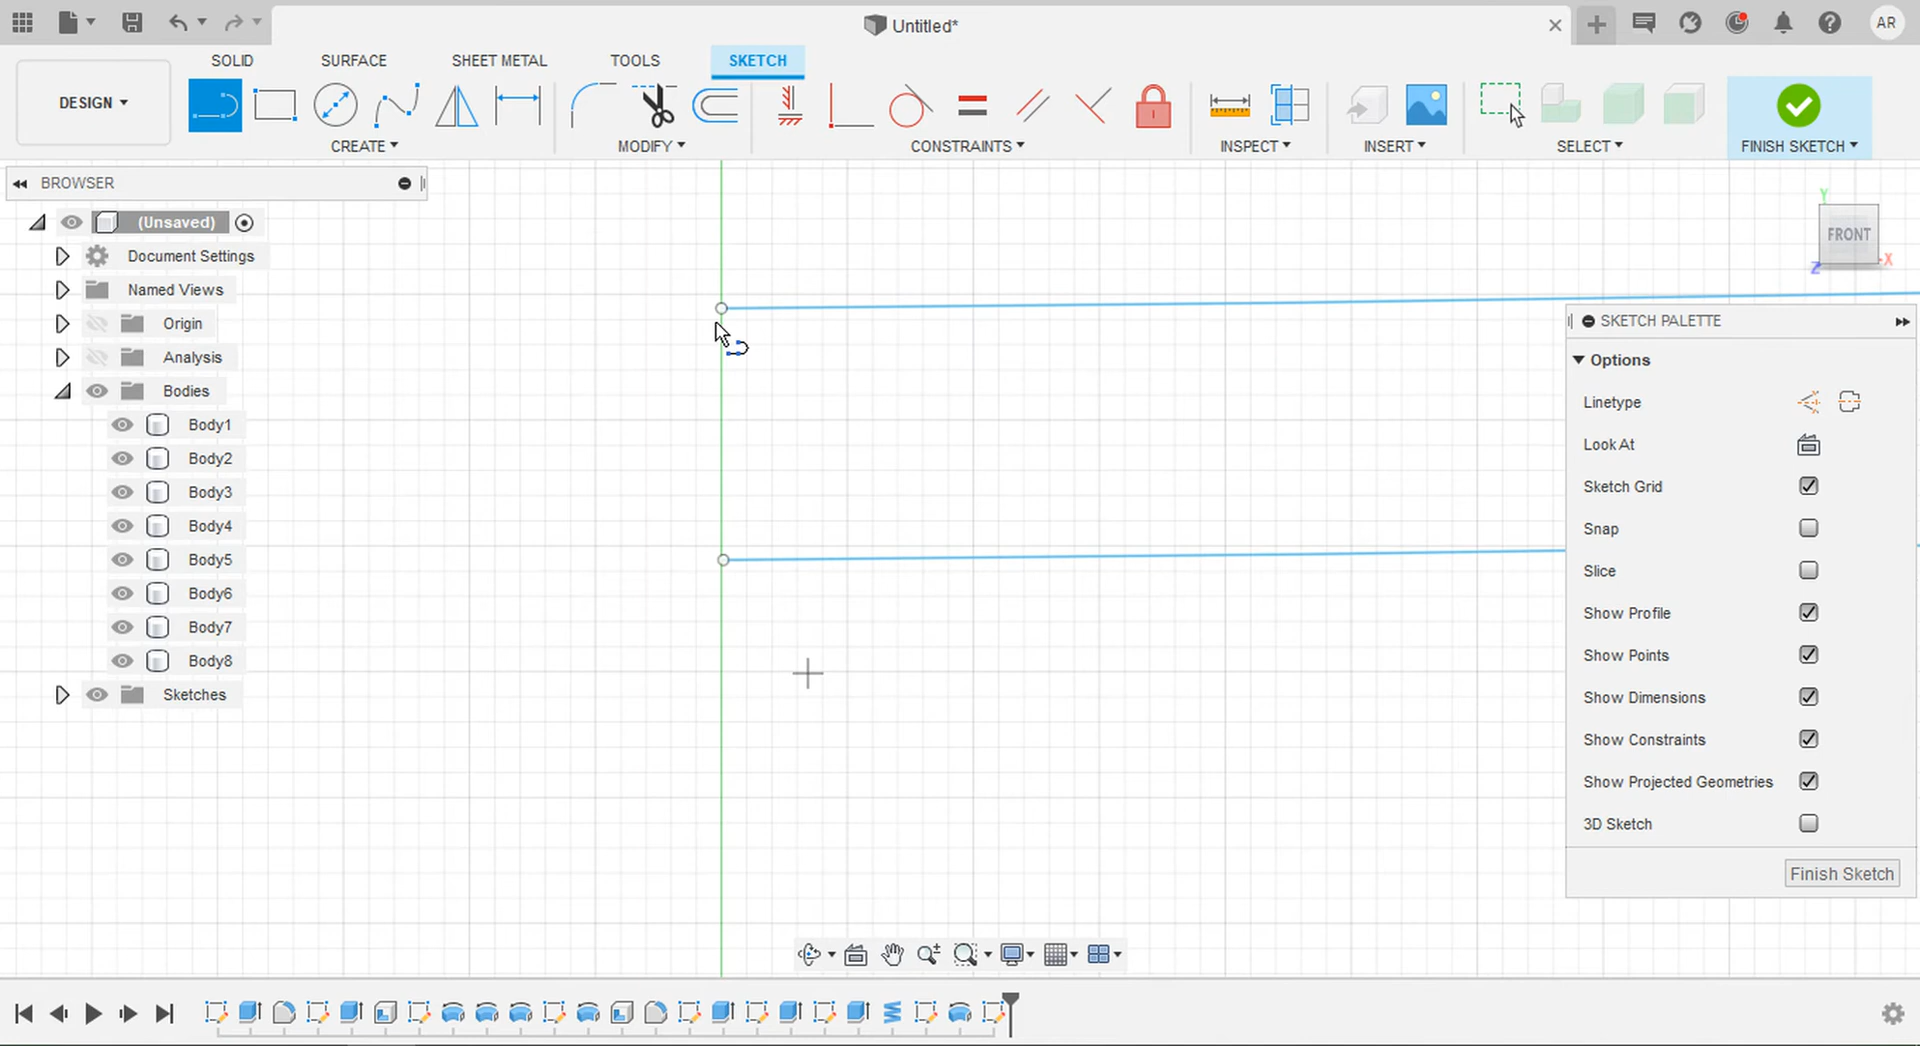 Untitled*
AR
SOLID SURFACE SHEET METAL TOOLS SKETCH
DESIGN
CREATE MODIFY CONSTRAINTS INSPECT INSERT SELECT FINISH SKETCH
BROWSER
(Unsaved)
Document Settings
Named Views
Origin
Analysis
Bodies
Body1
Body2
Body3
Body4
Body5
Body6
Body7
Body8
Sketches
Y
FRONT
X
Z
SKETCH PALETTE
Options
Linetype
Look At
Sketch Grid
Snap
Slice
Show Profile
Show Points
Show Dimensions
Show Constraints
Show Projected Geometries
3D Sketch
Finish Sketch